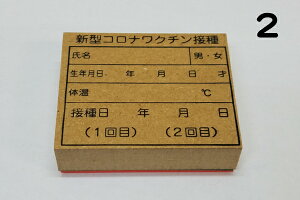 2
新型コロナワクチン接種
氏名 男・女
生年月日 年 月 日 才
体温 ℃
接種日 年 月 日
(1回目) (2回目)